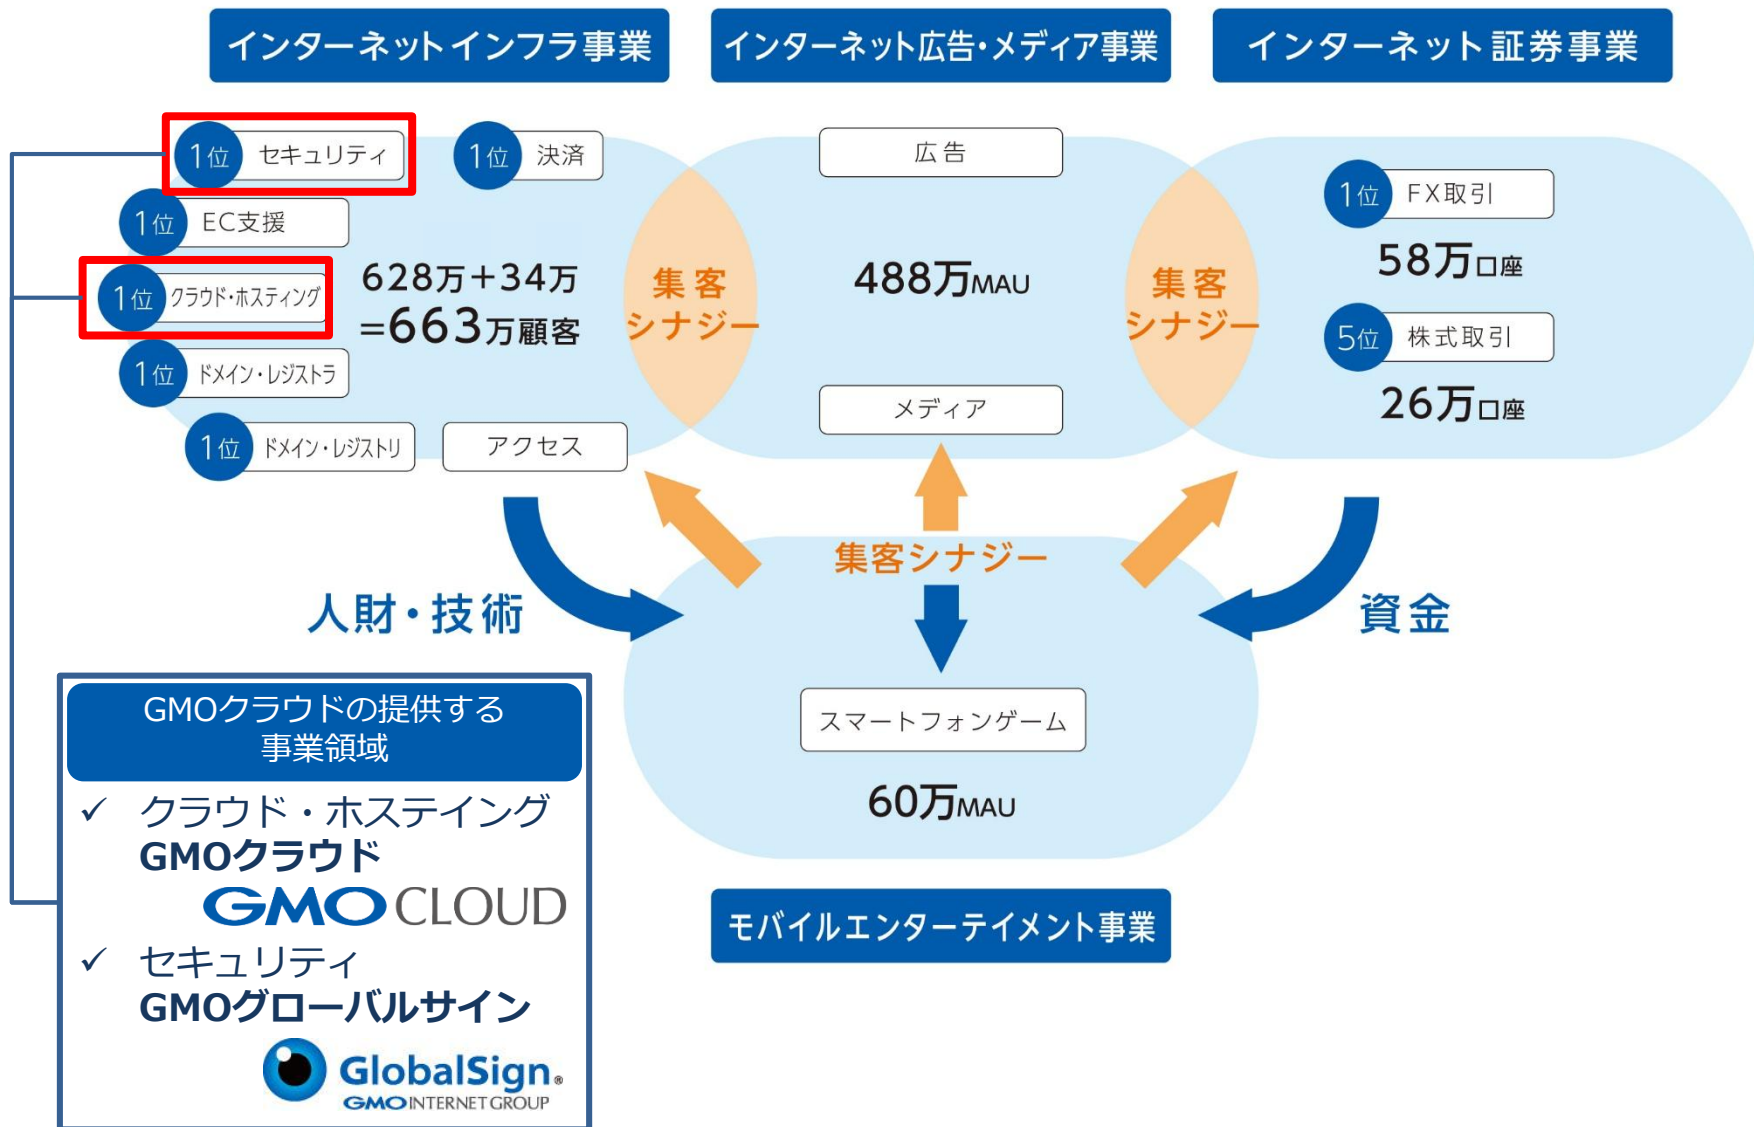 インターネットインフラ事業
インターネット広告・メディア事業
インターネット証券事業
1位 セキュリティ
1位 決済
1位 EC支援
1位 クラウド・ホスティング
1位 ドメイン・レジストラ
1位 ドメイン・レジストリ
アクセス
628万+34万
=663万顧客
集客
シナジー
広告
488万MAU
メディア
集客
シナジー
1位 FX取引
58万口座
5位 株式取引
26万口座
集客シナジー
人財・技術
資金
スマートフォンゲーム
60万MAU
モバイルエンターテイメント事業
GMOクラウドの提供する
事業領域
✓ クラウド・ホステイング
GMOクラウド
GMO CLOUD
✓ セキュリティ
GMOグローバルサイン
GlobalSign®
GMO INTERNET GROUP